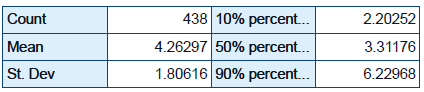 Count 438 10% percent... 2.20252
Mean 4.26297 50% percent... 3.31176
St. Dev 1.80616 90% percent... 6.22968